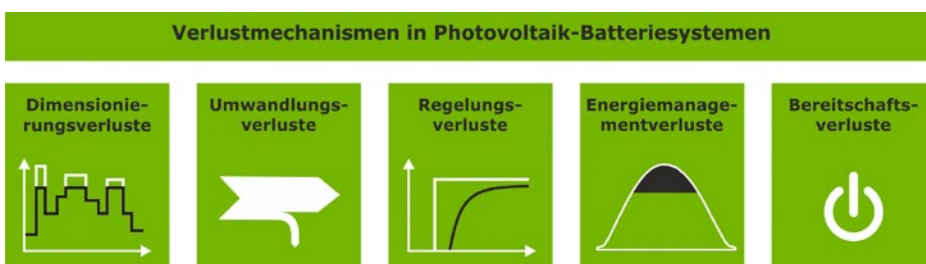 Verlustmechanismen in Photovoltaik-Batteriesystemen
Dimensionie-
rungsverluste
Umwandlungs-
verluste
Regelungs-
verluste
Energiemanage-
mentverluste
Bereitschafts-
verluste